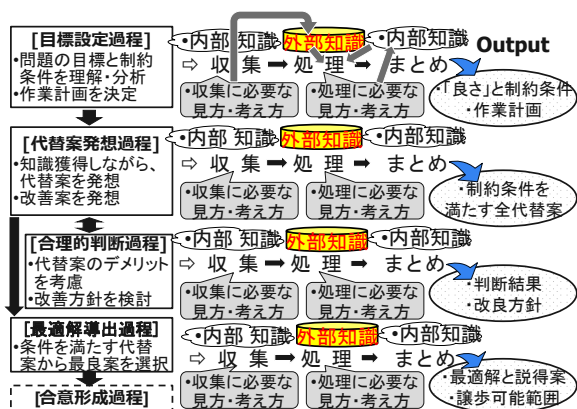 [目標設定過程]
・問題の目標と制約
条件を理解・分析
・作業計画を決定
・内部 知識
外部知識
・内部知識
⇨ 収 集 ➡ 処 理 ➡ まとめ
・収集に必要な
見方・考え方
・処理に必要な
見方・考え方
Output
・「良さ」と制約条件
・作業計画
[代替案発想過程]
・知識獲得しながら、
代替案を発想
・改善案を発想
・内部 知識
外部知識
・内部知識
⇨ 収 集 ➡ 処 理 ➡ まとめ
・収集に必要な
見方・考え方
・処理に必要な
見方・考え方
・制約条件を
満たす全代替案
[合理的判断過程]
・代替案のデメリット
を考慮
・改善方針を検討
・内部 知識
外部知識
・内部知識
⇨ 収 集 ➡ 処 理 ➡ まとめ
・収集に必要な
見方・考え方
・処理に必要な
見方・考え方
・判断結果
・改良方針
[最適解導出過程]
・条件を満たす代替
案から最良案を選択
・内部 知識
外部知識
・内部知識
⇨ 収 集 ➡ 処 理 ➡ まとめ
・収集に必要な
見方・考え方
・処理に必要な
見方・考え方
・最適解と説得案
・譲歩可能範囲
[合意形成過程]